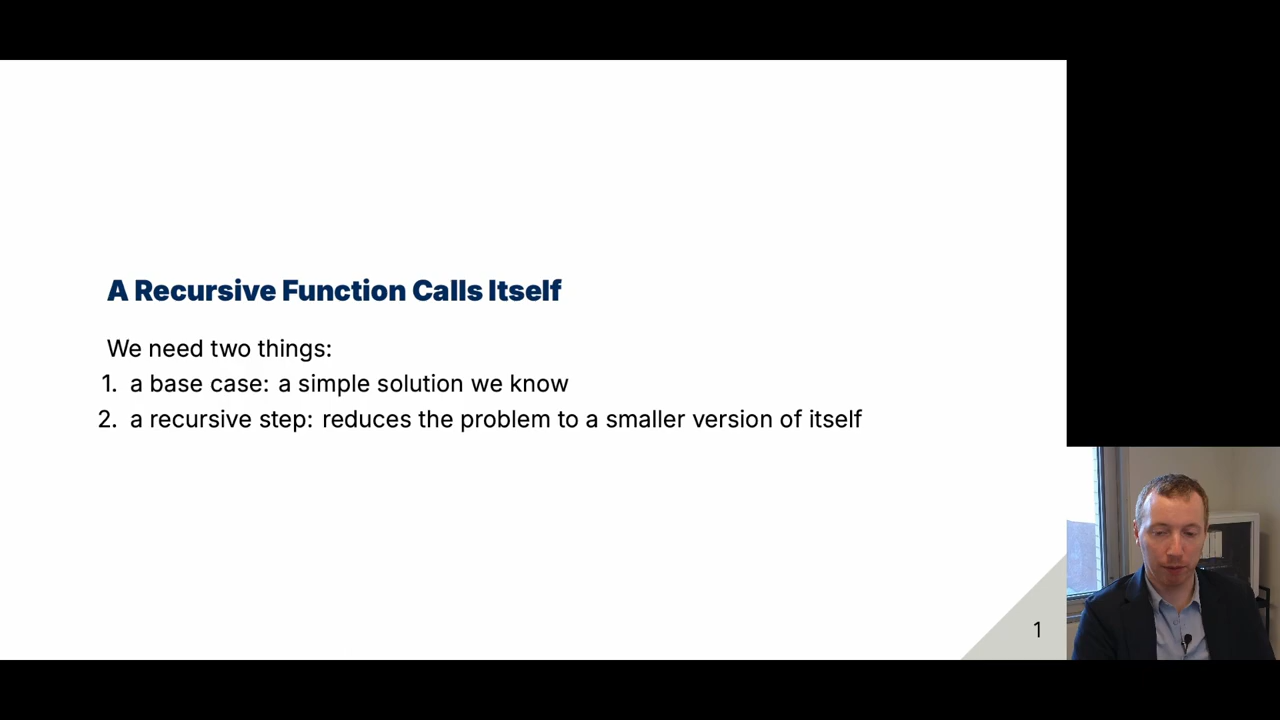 A Recursive Function Calls Itself
We need two things:
1. a base case: a simple solution we know
2. a recursive step: reduces the problem to a smaller version of itself
1